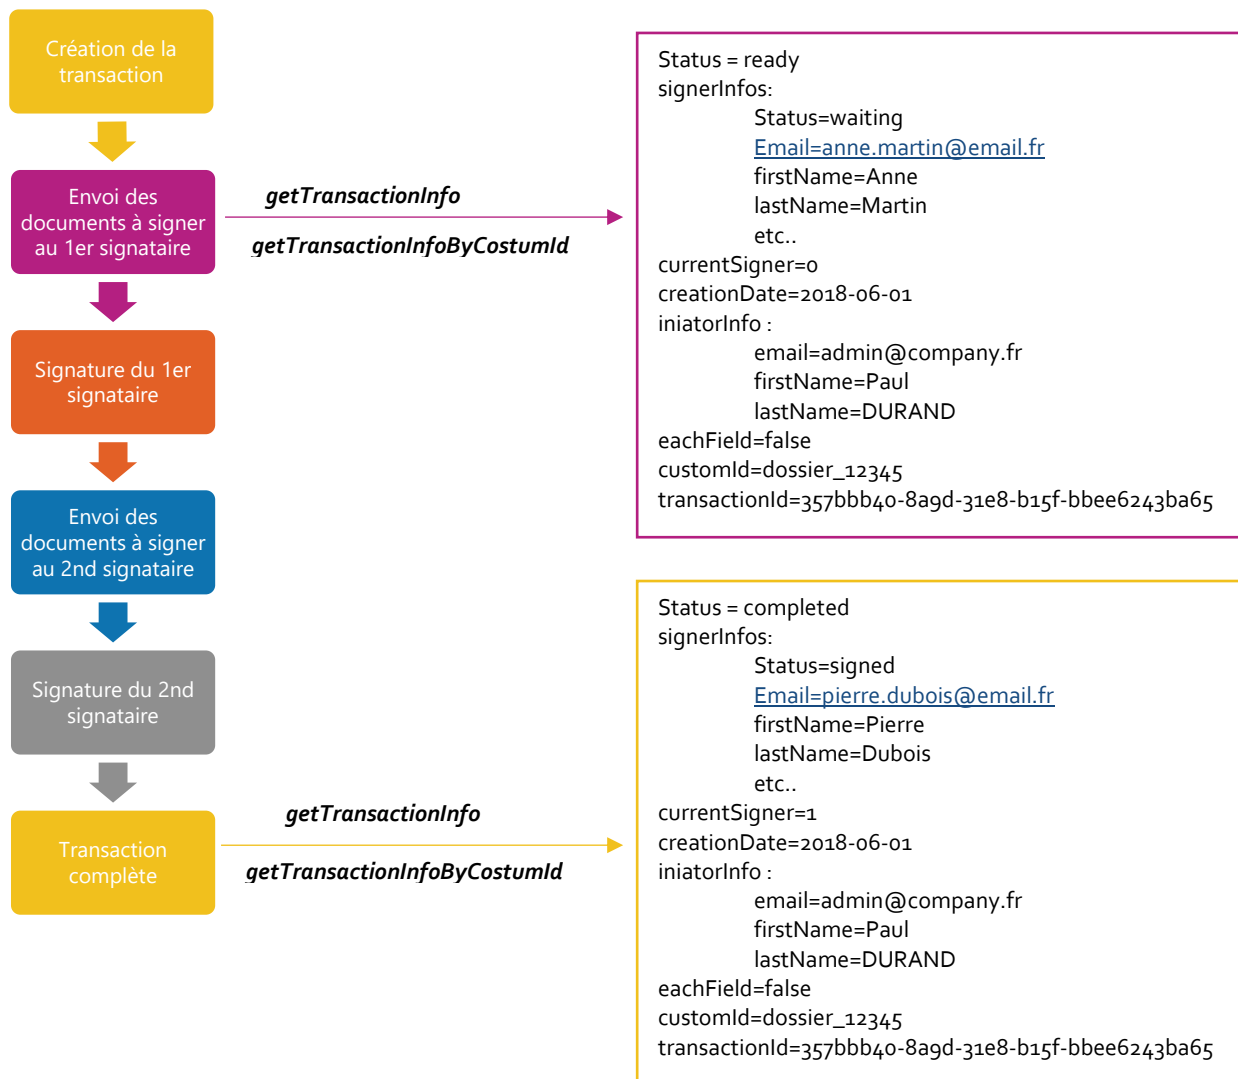 Création de la
transaction
Envoi des
documents à signer
au 1er signataire
Signature du 1er
signataire
Envoi des
documents à signer
au 2nd signataire
Signature du 2nd
signataire
Transaction
complète
getTransactionInfo
getTransactionInfoByCostumId
Status = ready
signerInfos:
Status=waiting
Email=anne.martin@email.fr
firstName=Anne
lastName=Martin
etc..
currentSigner=0
creationDate=2018-06-01
iniatorInfo :
email=admin@company.fr
firstName=Paul
lastName=DURAND
eachField=false
customId=dossier_12345
transactionId=357bbb40-8a9d-31e8-b15f-bbee6243ba65
getTransactionInfo
getTransactionInfoByCostumId
Status = completed
signerInfos:
Status=signed
Email=pierre.dubois@email.fr
firstName=Pierre
lastName=Dubois
etc..
currentSigner=1
creationDate=2018-06-01
iniatorInfo :
email=admin@company.fr
firstName=Paul
lastName=DURAND
eachField=false
customId=dossier_12345
transactionId=357bbb40-8a9d-31e8-b15f-bbee6243ba65